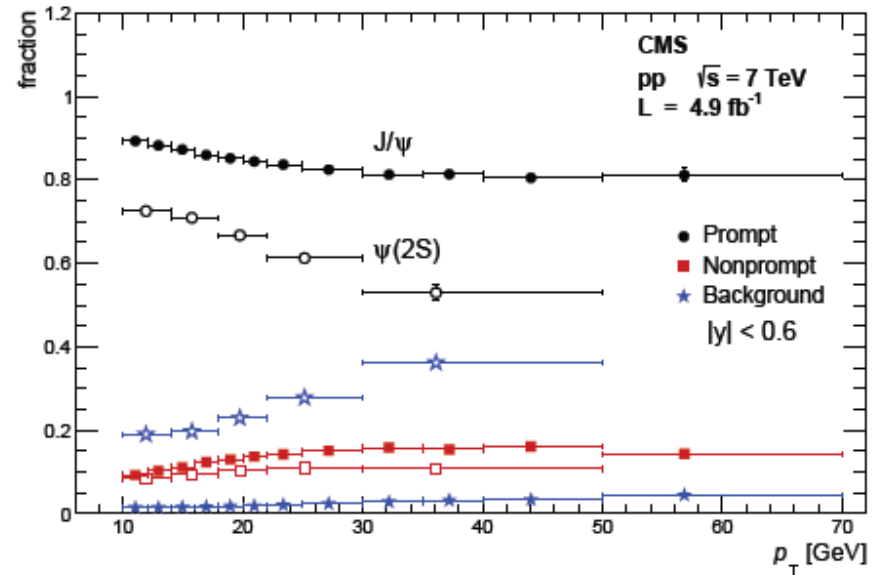 fraction
1.2
1
0.8
0.6
0.4
0.2
0
CMS
pp √s = 7 TeV
L = 4.9 fb⁻¹
J/ψ
ψ(2S)
Prompt
Nonprompt
Background
|y| < 0.6
10 20 30 40 50 60 70
p_T [GeV]